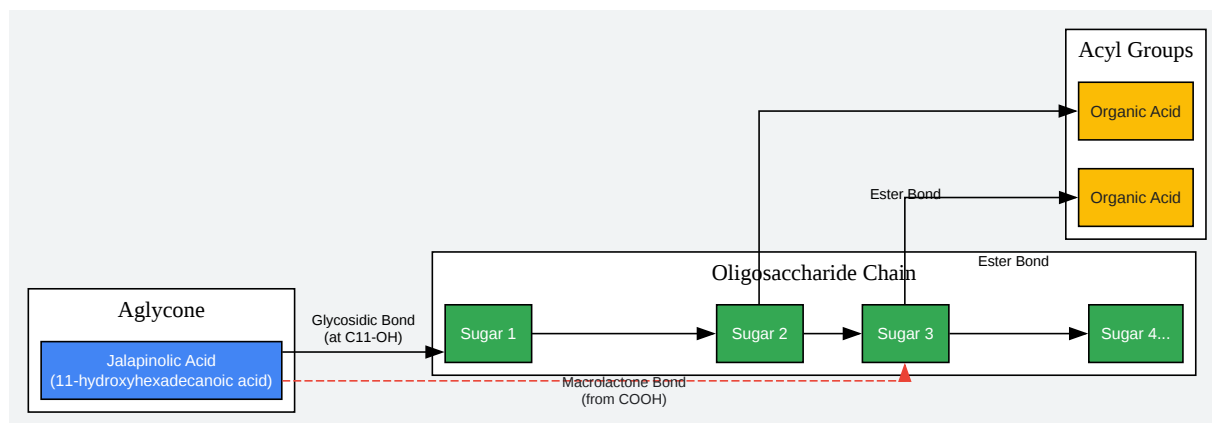 Acyl Groups
Organic Acid
Organic Acid
Ester Bond
Ester Bond
Oligosaccharide Chain
Aglycone
Glycosidic Bond
(at C11-OH)
Sugar 1
Sugar 2
Sugar 3
Sugar 4...
Jalapinolic Acid
(11-hydroxyhexadecanoic acid)
Macrolactone Bond
(from COOH)